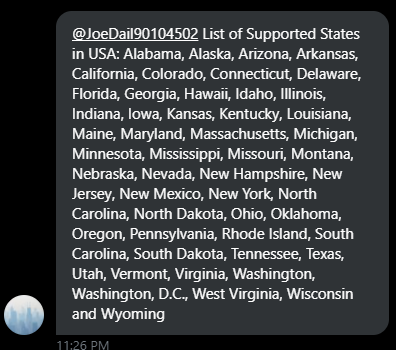 @JoeDail90104502 List of Supported States
in USA: Alabama, Alaska, Arizona, Arkansas,
California, Colorado, Connecticut, Delaware,
Florida, Georgia, Hawaii, Idaho, Illinois,
Indiana, Iowa, Kansas, Kentucky, Louisiana,
Maine, Maryland, Massachusetts, Michigan,
Minnesota, Mississippi, Missouri, Montana,
Nebraska, Nevada, New Hampshire, New
Jersey, New Mexico, New York, North
Carolina, North Dakota, Ohio, Oklahoma,
Oregon, Pennsylvania, Rhode Island, South
Carolina, South Dakota, Tennessee, Texas,
Utah, Vermont, Virginia, Washington,
Washington, D.C., West Virginia, Wisconsin
and Wyoming
11:26 PM